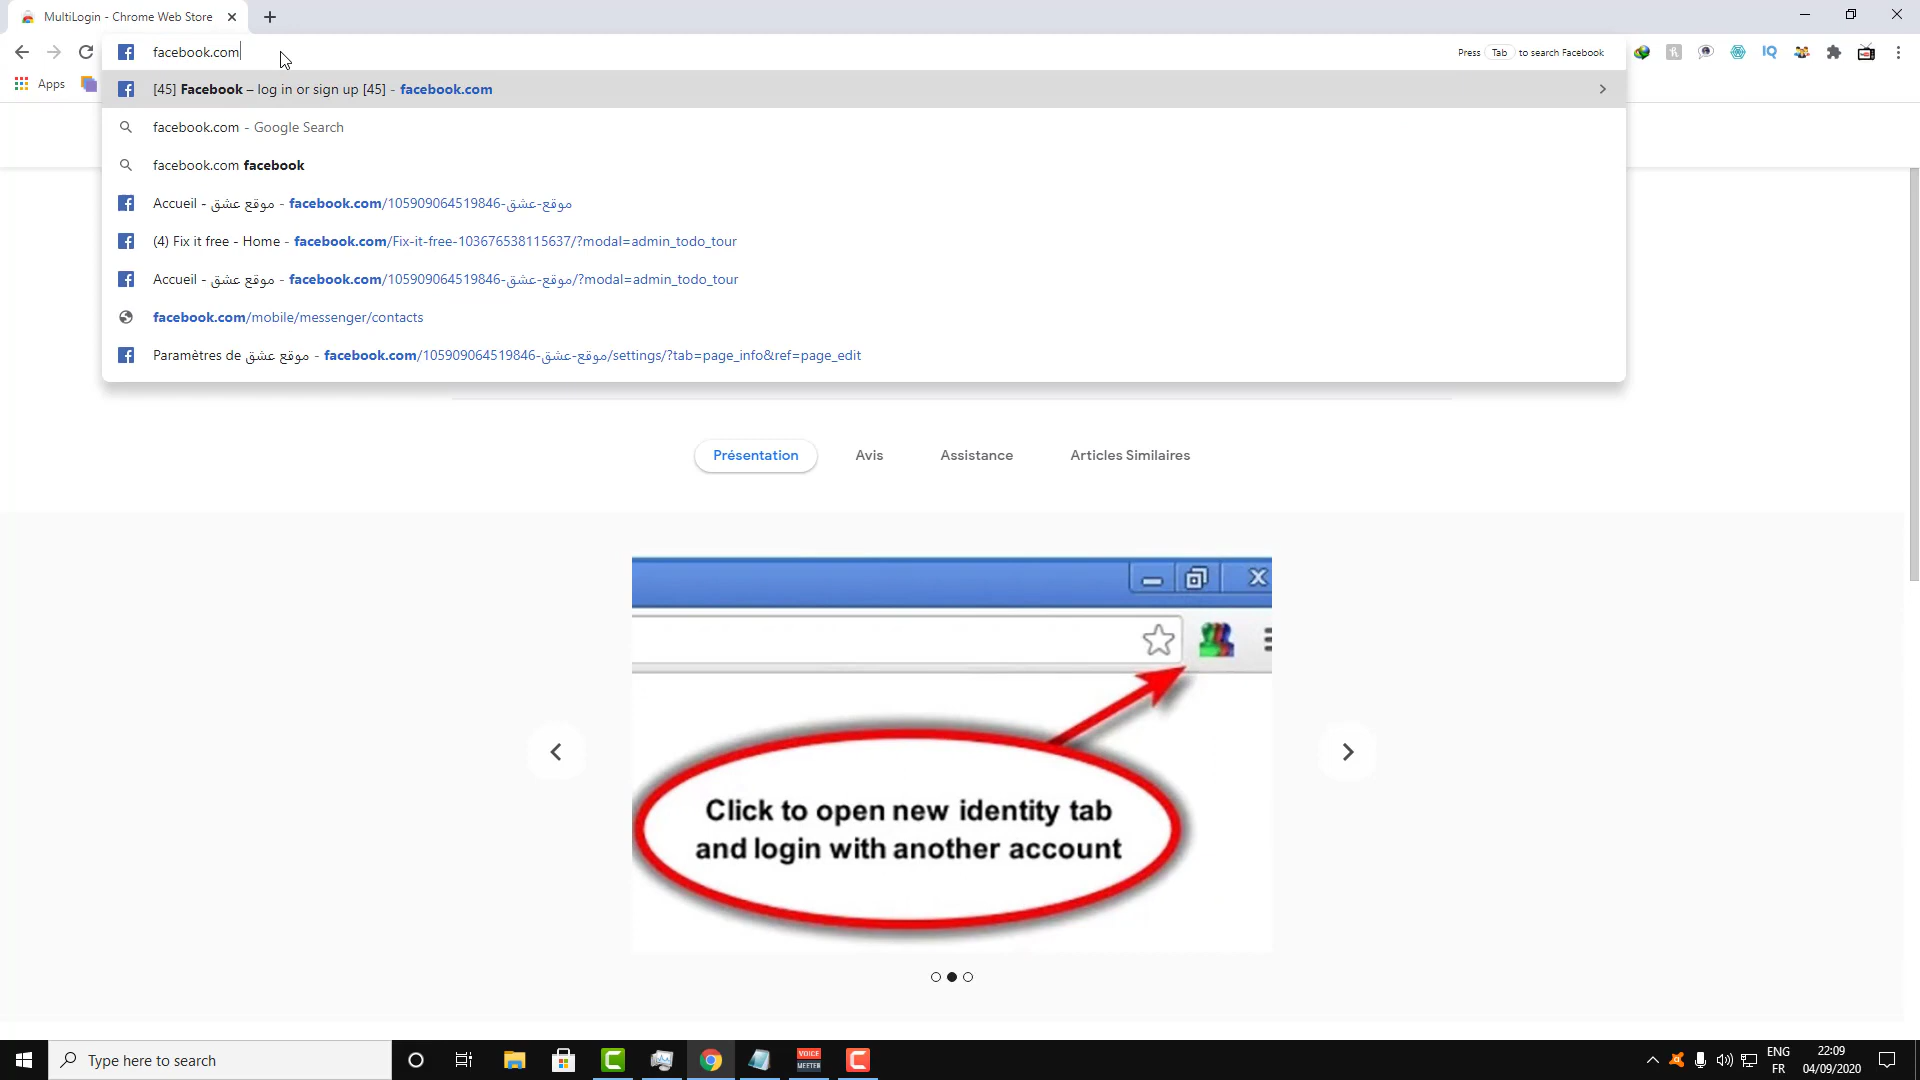 MultiLogin - Chrome Web Store
facebook.com
Press Tab to search Facebook
Apps
[45] Facebook – log in or sign up [45] - facebook.com
facebook.com - Google Search
facebook.com facebook
Accueil - موقع عشق - facebook.com/105909064519846-موقع-عشق
(4) Fix it free - Home - facebook.com/Fix-it-free-103676538115637/?modal=admin_todo_tour
Accueil - موقع عشق - facebook.com/105909064519846-موقع-عشق/?modal=admin_todo_tour
facebook.com/mobile/messenger/contacts
Paramètres de موقع عشق - facebook.com/105909064519846-موقع-عشق/settings/?tab=page_info&ref=page_edit
Présentation
Avis
Assistance
Articles Similaires
Click to open new identity tab
and login with another account
Type here to search
VOICE
MEETER
ENG
FR
22:09
04/09/2020